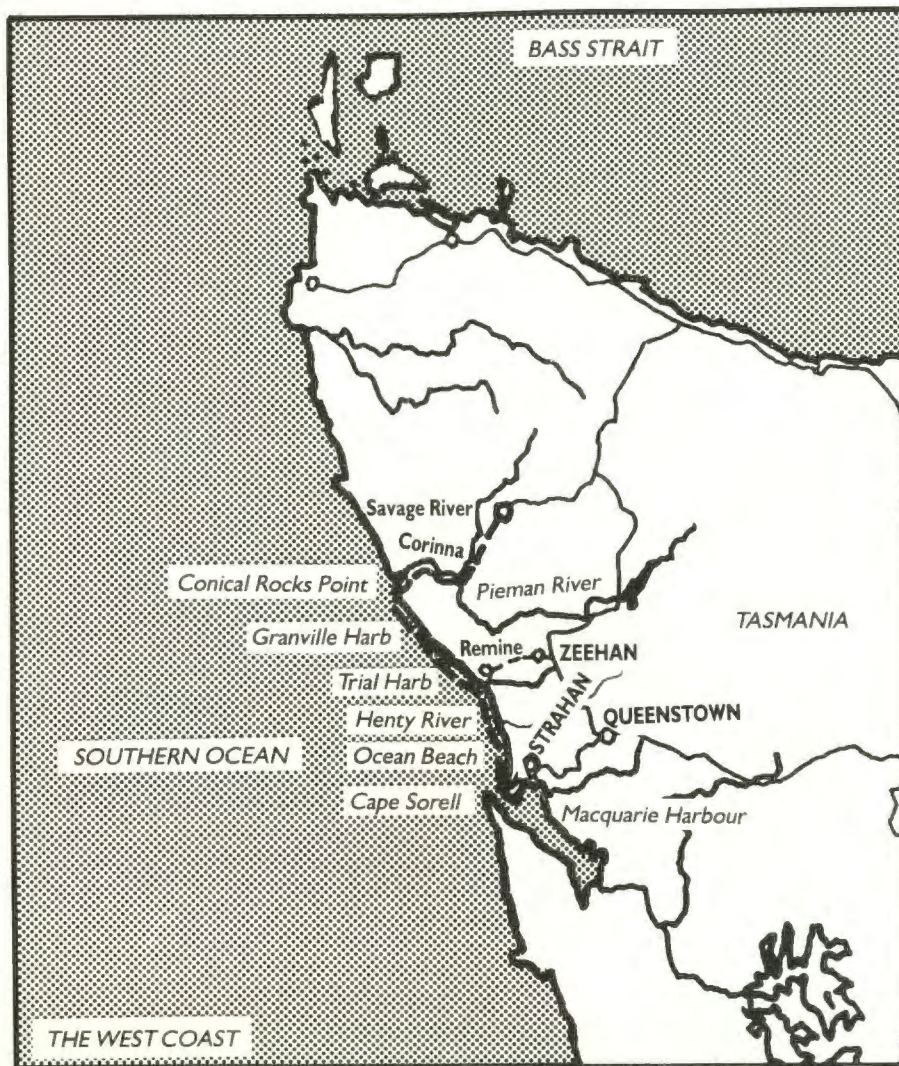 BASS STRAIT
Savage River
Corinna
Conical Rocks Point
Pieman River
Granville Harb
TASMANIA
Remine
ZEEHAN
Trial Harb
STRAHAN
Henty River
QUEENSTOWN
SOUTHERN OCEAN
Ocean Beach
Cape Sorell
Macquarie Harbour
THE WEST COAST